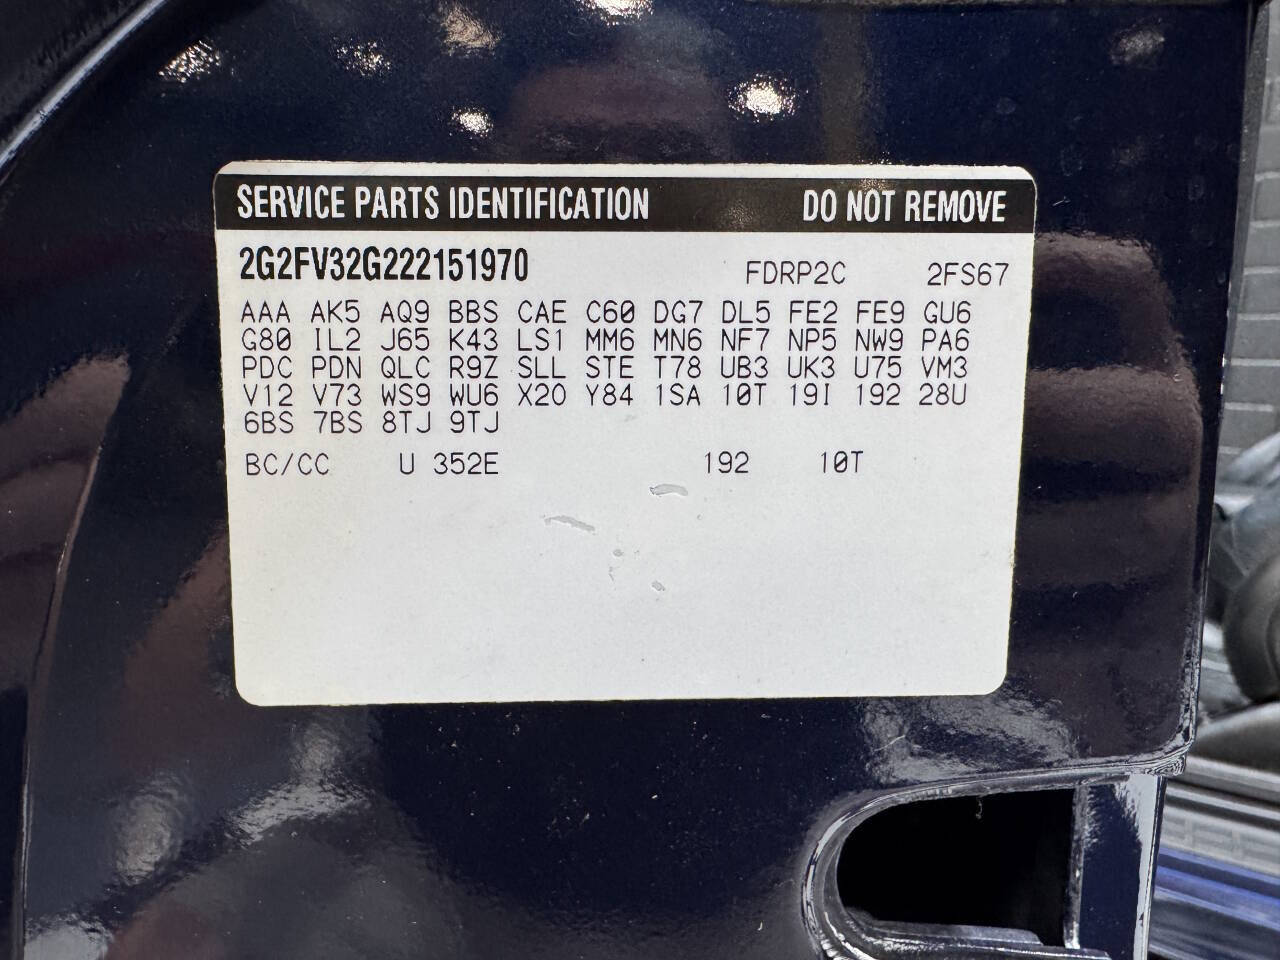 SERVICE PARTS IDENTIFICATION DO NOT REMOVE
2G2FV32G222151970 FDRP2C 2FS67
AAA AK5 AQ9 BBS CAE C60 DG7 DL5 FE2 FE9 GU6
G80 IL2 J65 K43 LS1 MM6 MN6 NF7 NP5 NW9 PA6
PDC PDN QLC R9Z SLL STE T78 UB3 UK3 U75 VM3
V12 V73 WS9 WU6 X20 Y84 1SA 10T 19I 192 28U
6BS 7BS 8TJ 9TJ
BC/CC U 352E 192 10T